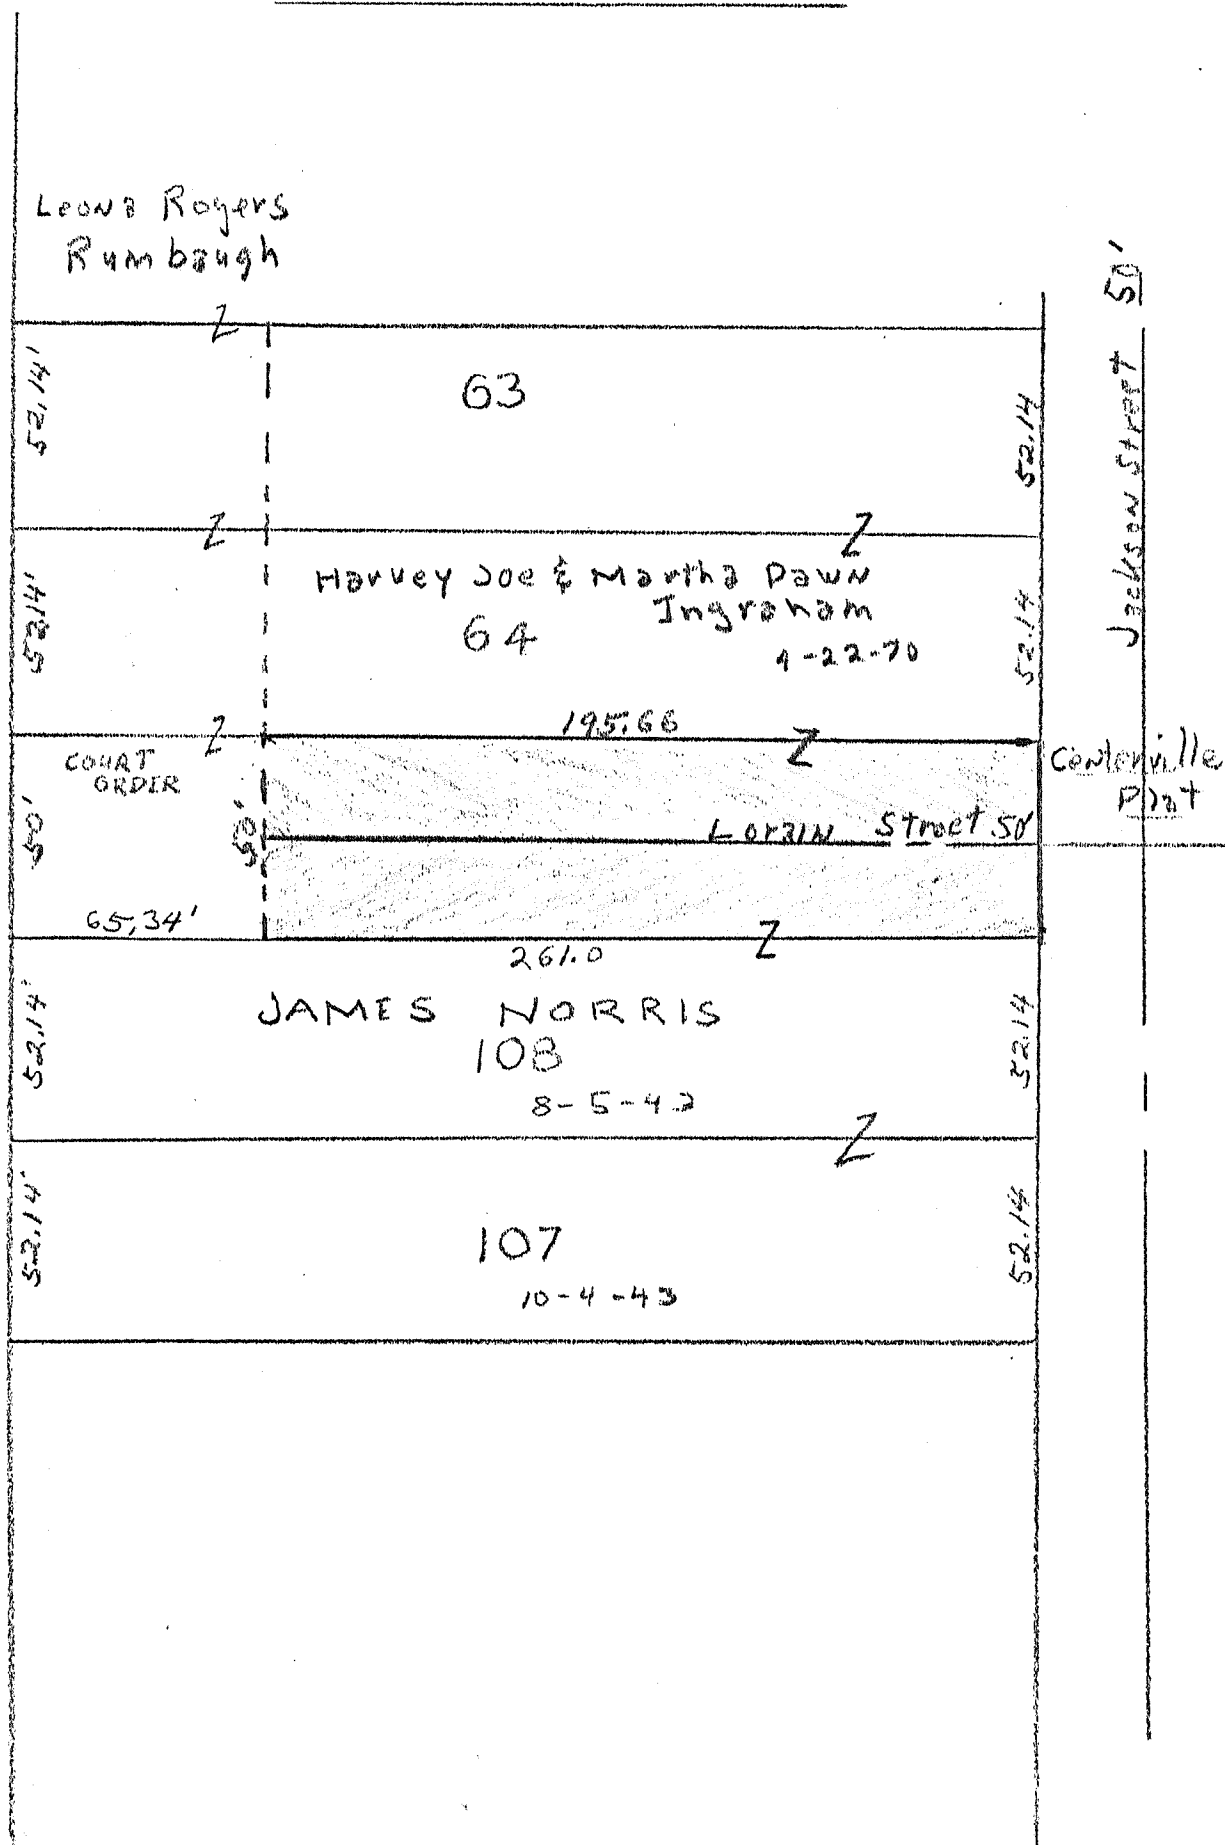 Leona Rogers
Rumbaugh
50'
Jackson Street
Z
52.14'
63
52.14
Z
Z
52.14'
Harvey Joe & Martha Dawn
Ingraham
64
4-22-70
52.14
Z
195.66
Z
COURT
ORDER
Centerville
Plat
50'
50'
Lorain Street 50'
65.34'
261.0
Z
52.14'
JAMES NORRIS
108
8-5-43
52.14
Z
52.14'
107
10-4-43
52.14